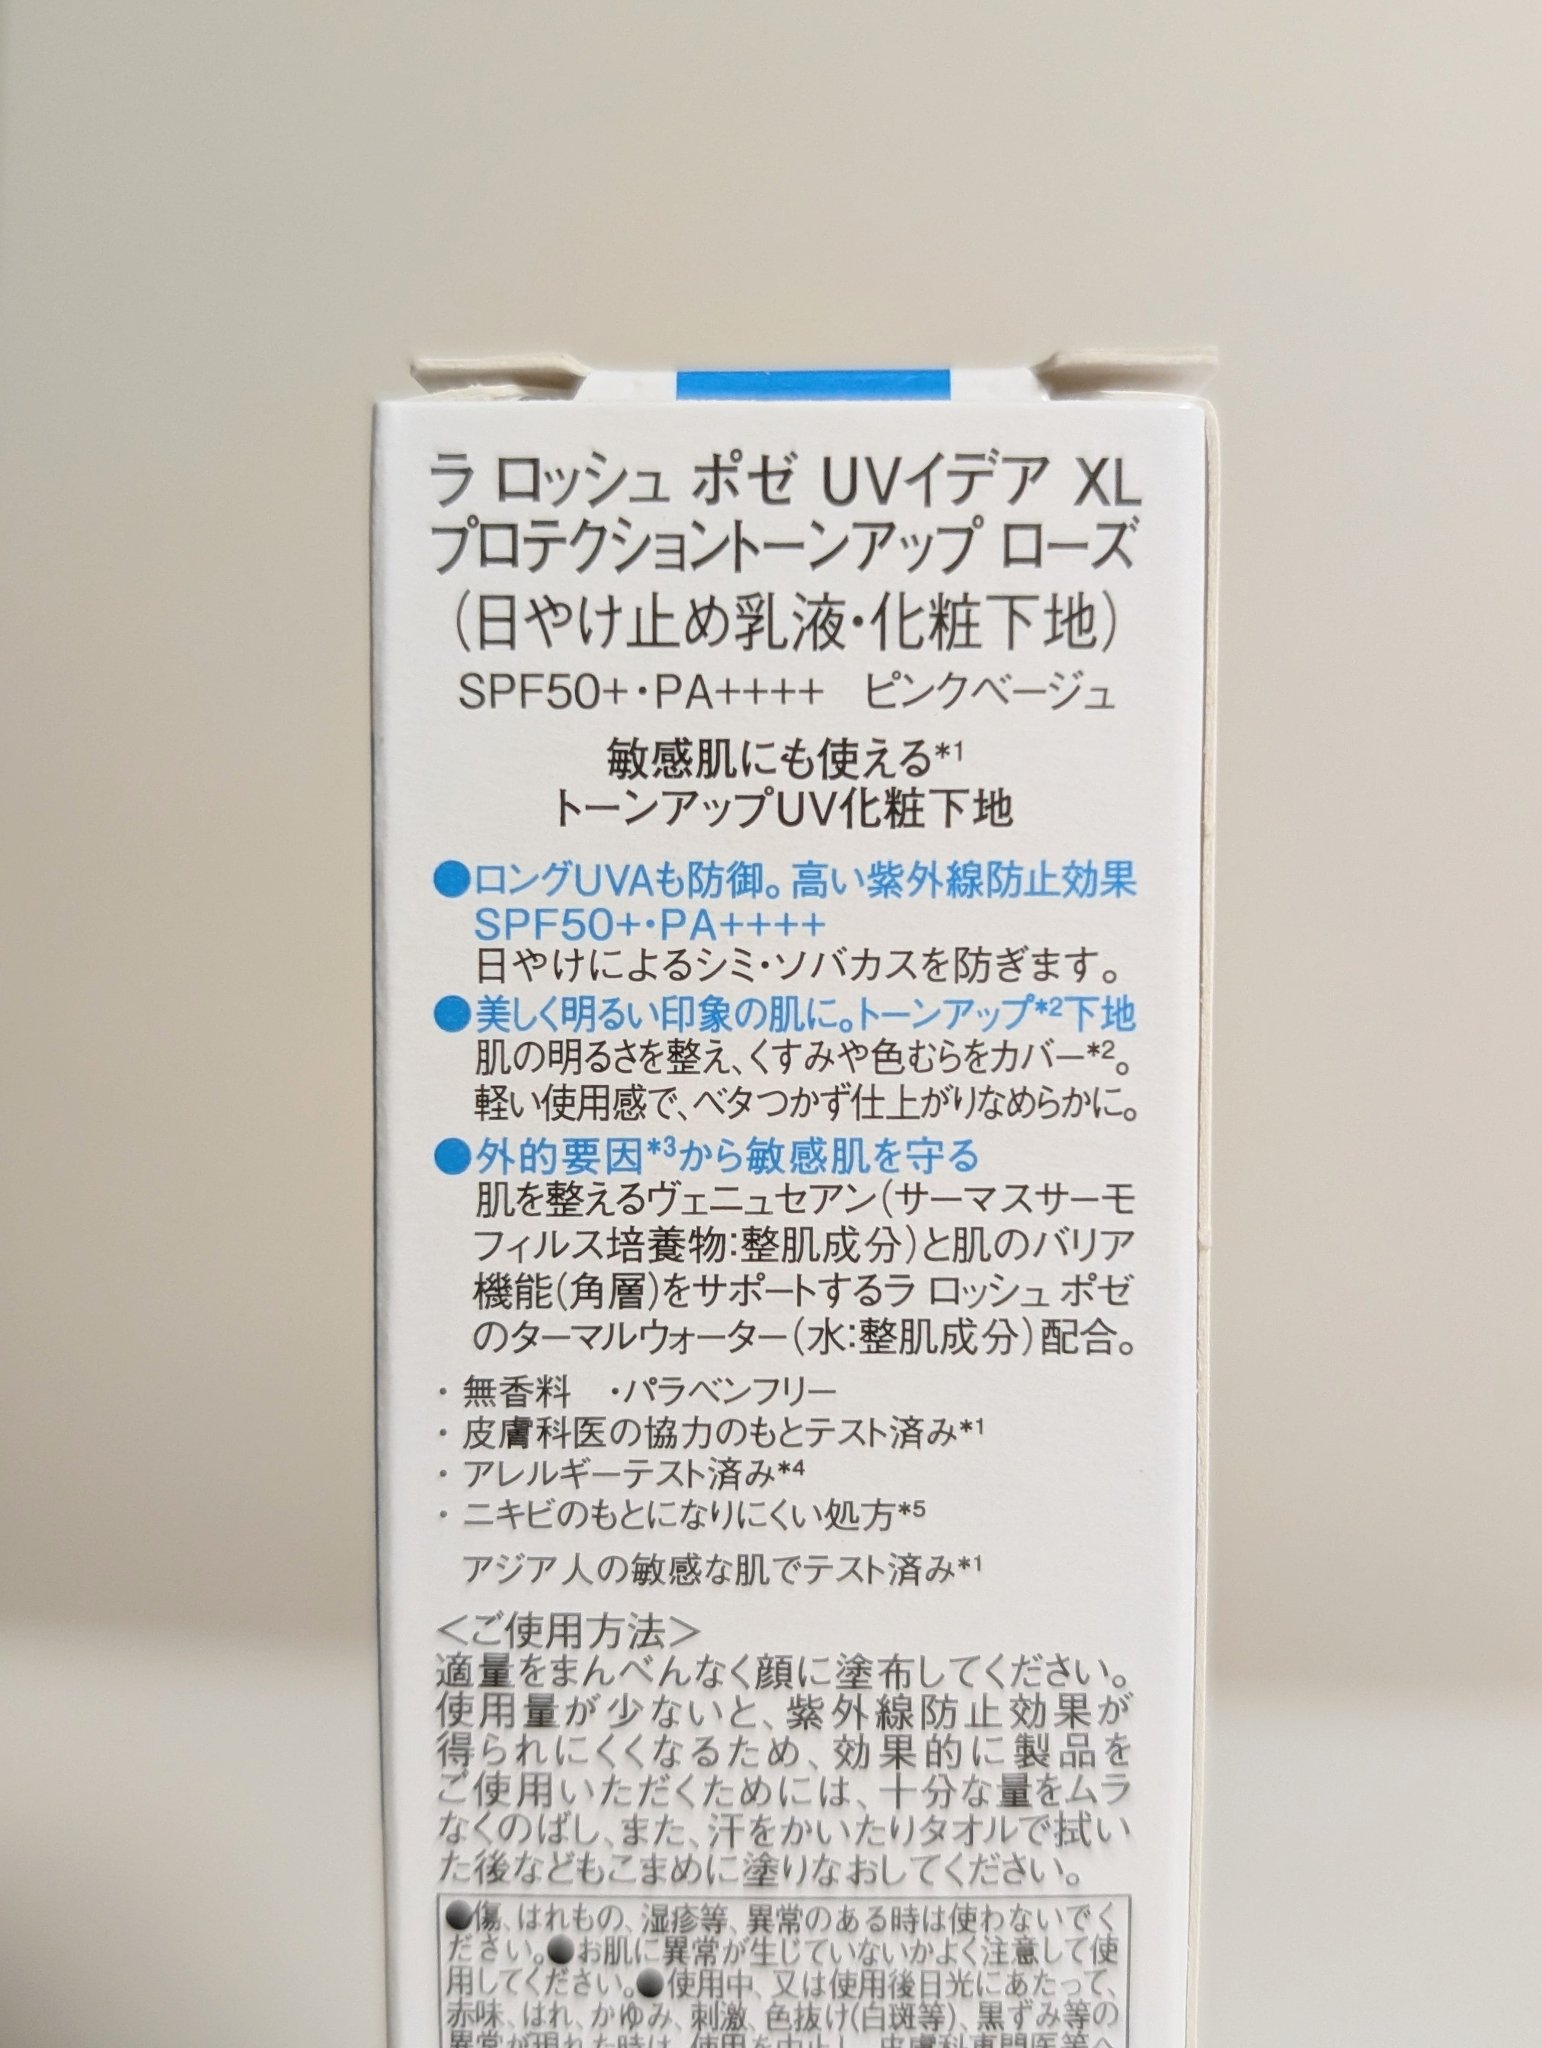 ラ ロッシュ ポゼ UVイデア XL
プロテクショントーンアップ ローズ
(日やけ止め乳液・化粧下地)
SPF50+・PA++++ ピンクベージュ
敏感肌にも使える*1
トーンアップUV化粧下地
●ロングUVAも防御。高い紫外線防止効果
SPF50+・PA++++
日やけによるシミ・ソバカスを防ぎます。
●美しく明るい印象の肌に。トーンアップ*2下地
肌の明るさを整え、くすみや色むらをカバー*2。
軽い使用感で、ベタつかず仕上がりなめらかに。
●外的要因*3から敏感肌を守る
肌を整えるヴェニュセアン(サーマスサーモ
フィルス培養物:整肌成分)と肌のバリア
機能(角層)をサポートするラ ロッシュ ポゼ
のターマルウォーター(水:整肌成分)配合。
・無香料 ・パラベンフリー
・皮膚科医の協力のもとテスト済み*1
・アレルギーテスト済み*4
・ニキビのもとになりにくい処方*5
アジア人の敏感な肌でテスト済み*1
<ご使用方法>
適量をまんべんなく顔に塗布してください。
使用量が少ないと、紫外線防止効果が
得られにくくなるため、効果的に製品を
ご使用いただくためには、十分な量をムラ
なくのばし、また、汗をかいたりタオルで拭い
た後などもこまめに塗りなおしてください。
●傷、はれもの、湿疹等、異常のある時は使わないでく
ださい。●お肌に異常が生じていないかよく注意して使
用してください。●使用中、又は使用後日光にあたって、
赤味、はれ、かゆみ、刺激、色抜け(白斑等)、黒ずみ等の
異常が現れた時は、使用を中止し、皮膚科専門医等へ